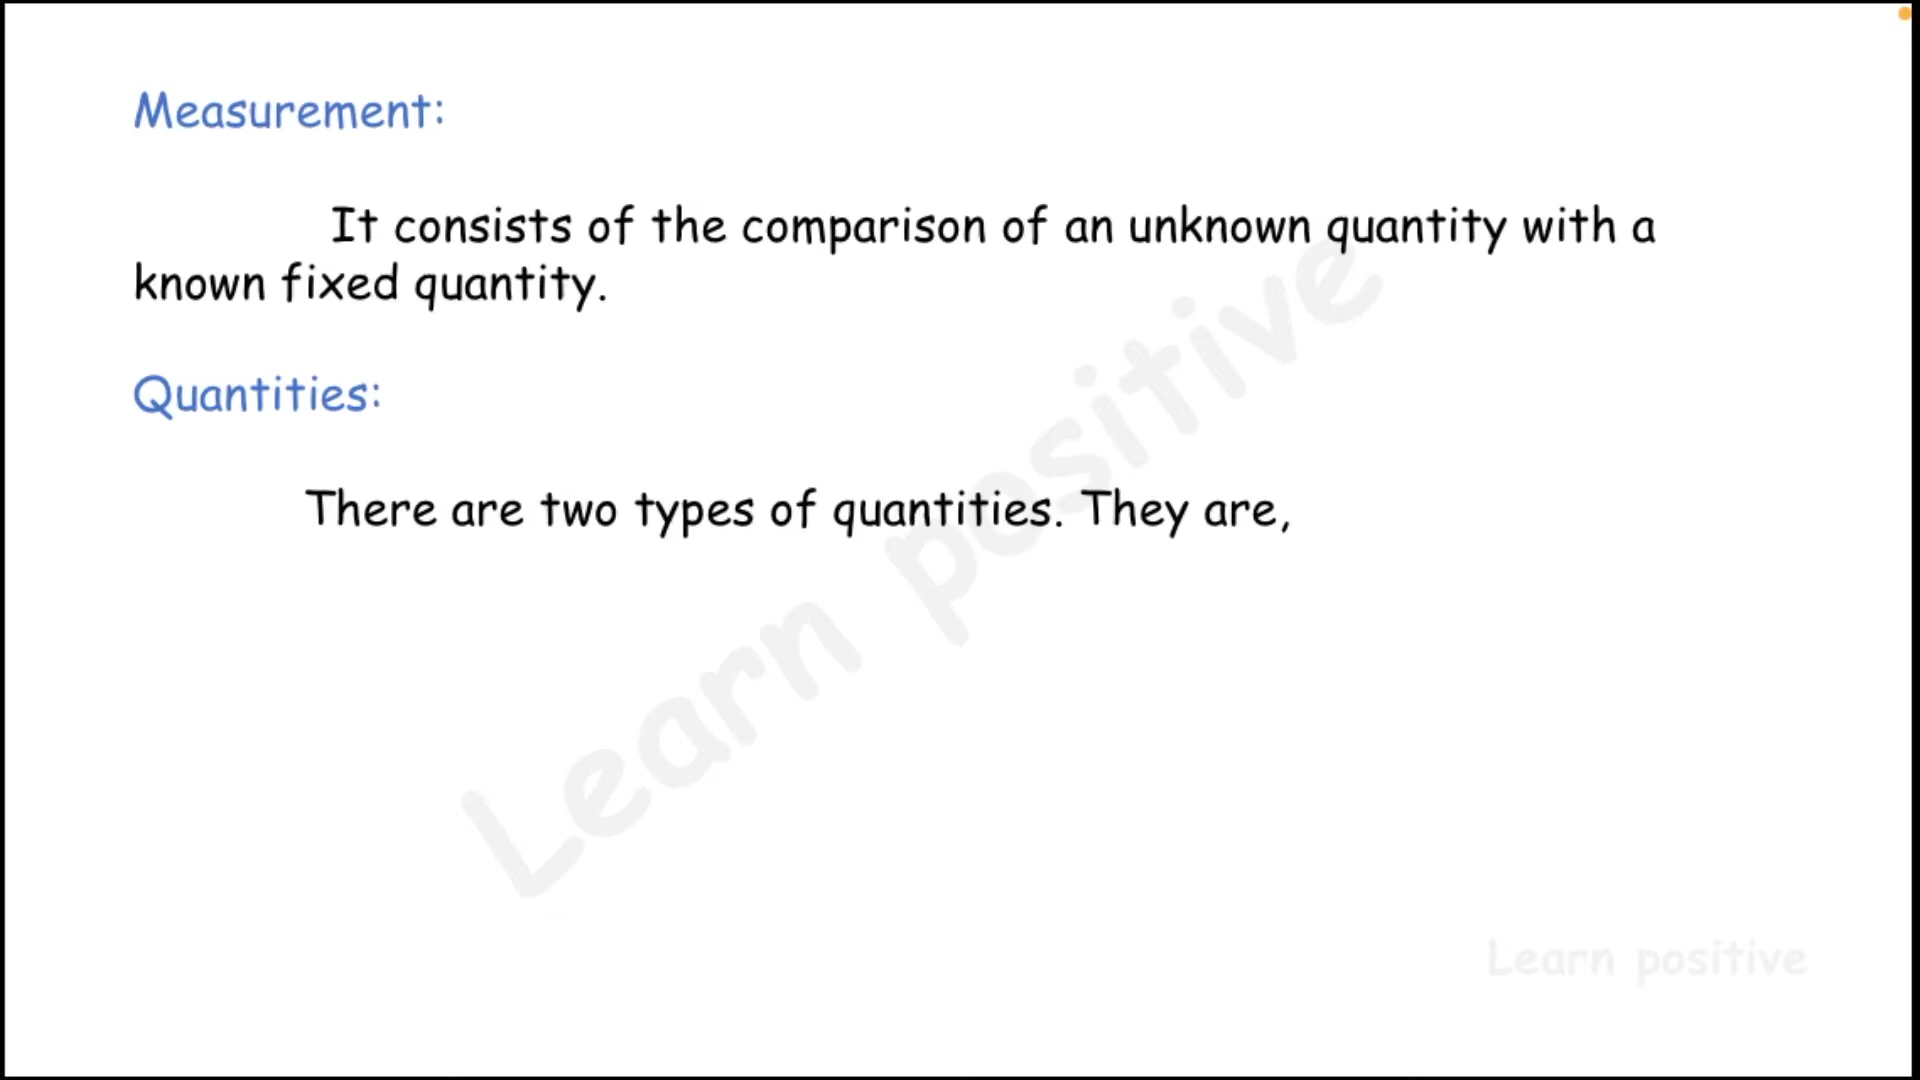 Measurement:
It consists of the comparison of an unknown quantity with a
known fixed quantity.
Quantities:
There are two types of quantities. They are,
Learn positive
Learn positive